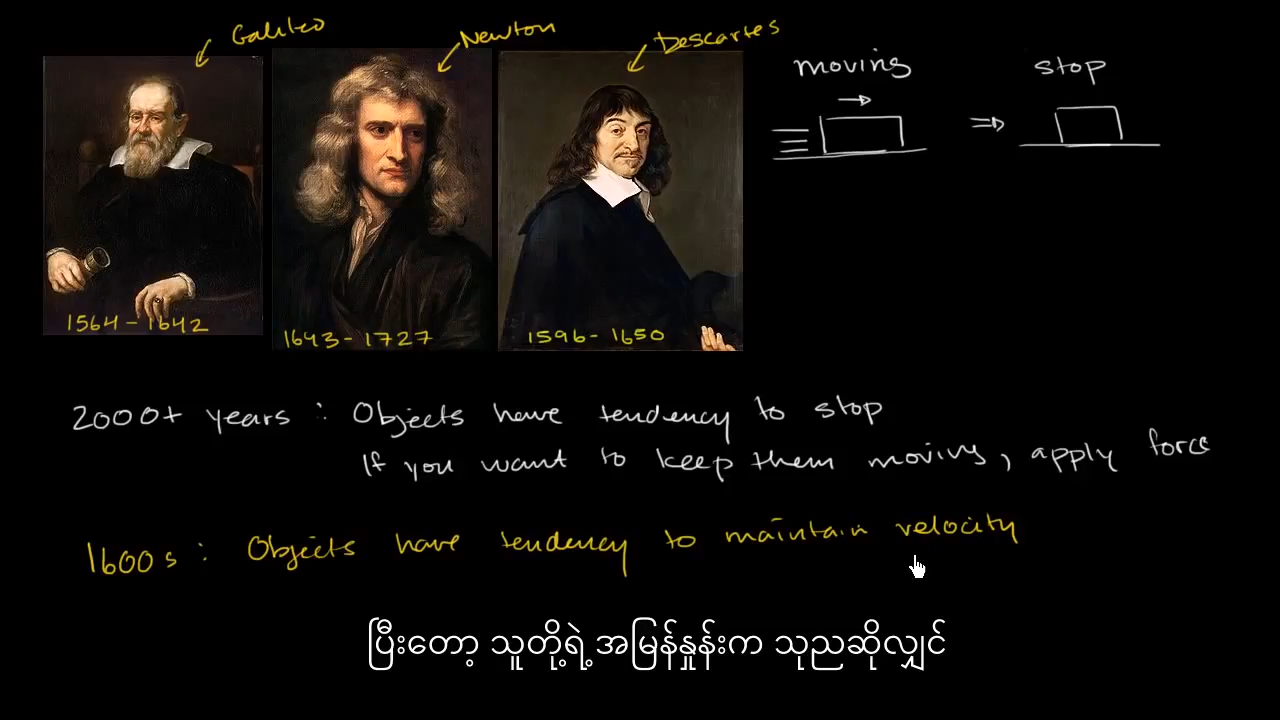 Galileo
Newton
Descartes
moving
stop
1564 - 1642
1643 - 1727
1596 - 1650
2000+ years : Objects have tendency to stop
If you want to keep them moving, apply force
1600s : Objects have tendency to maintain velocity
ပြီးတော့ သူတို့ရဲ့အမြန်နှုန်းက သုညဆိုလျှင်